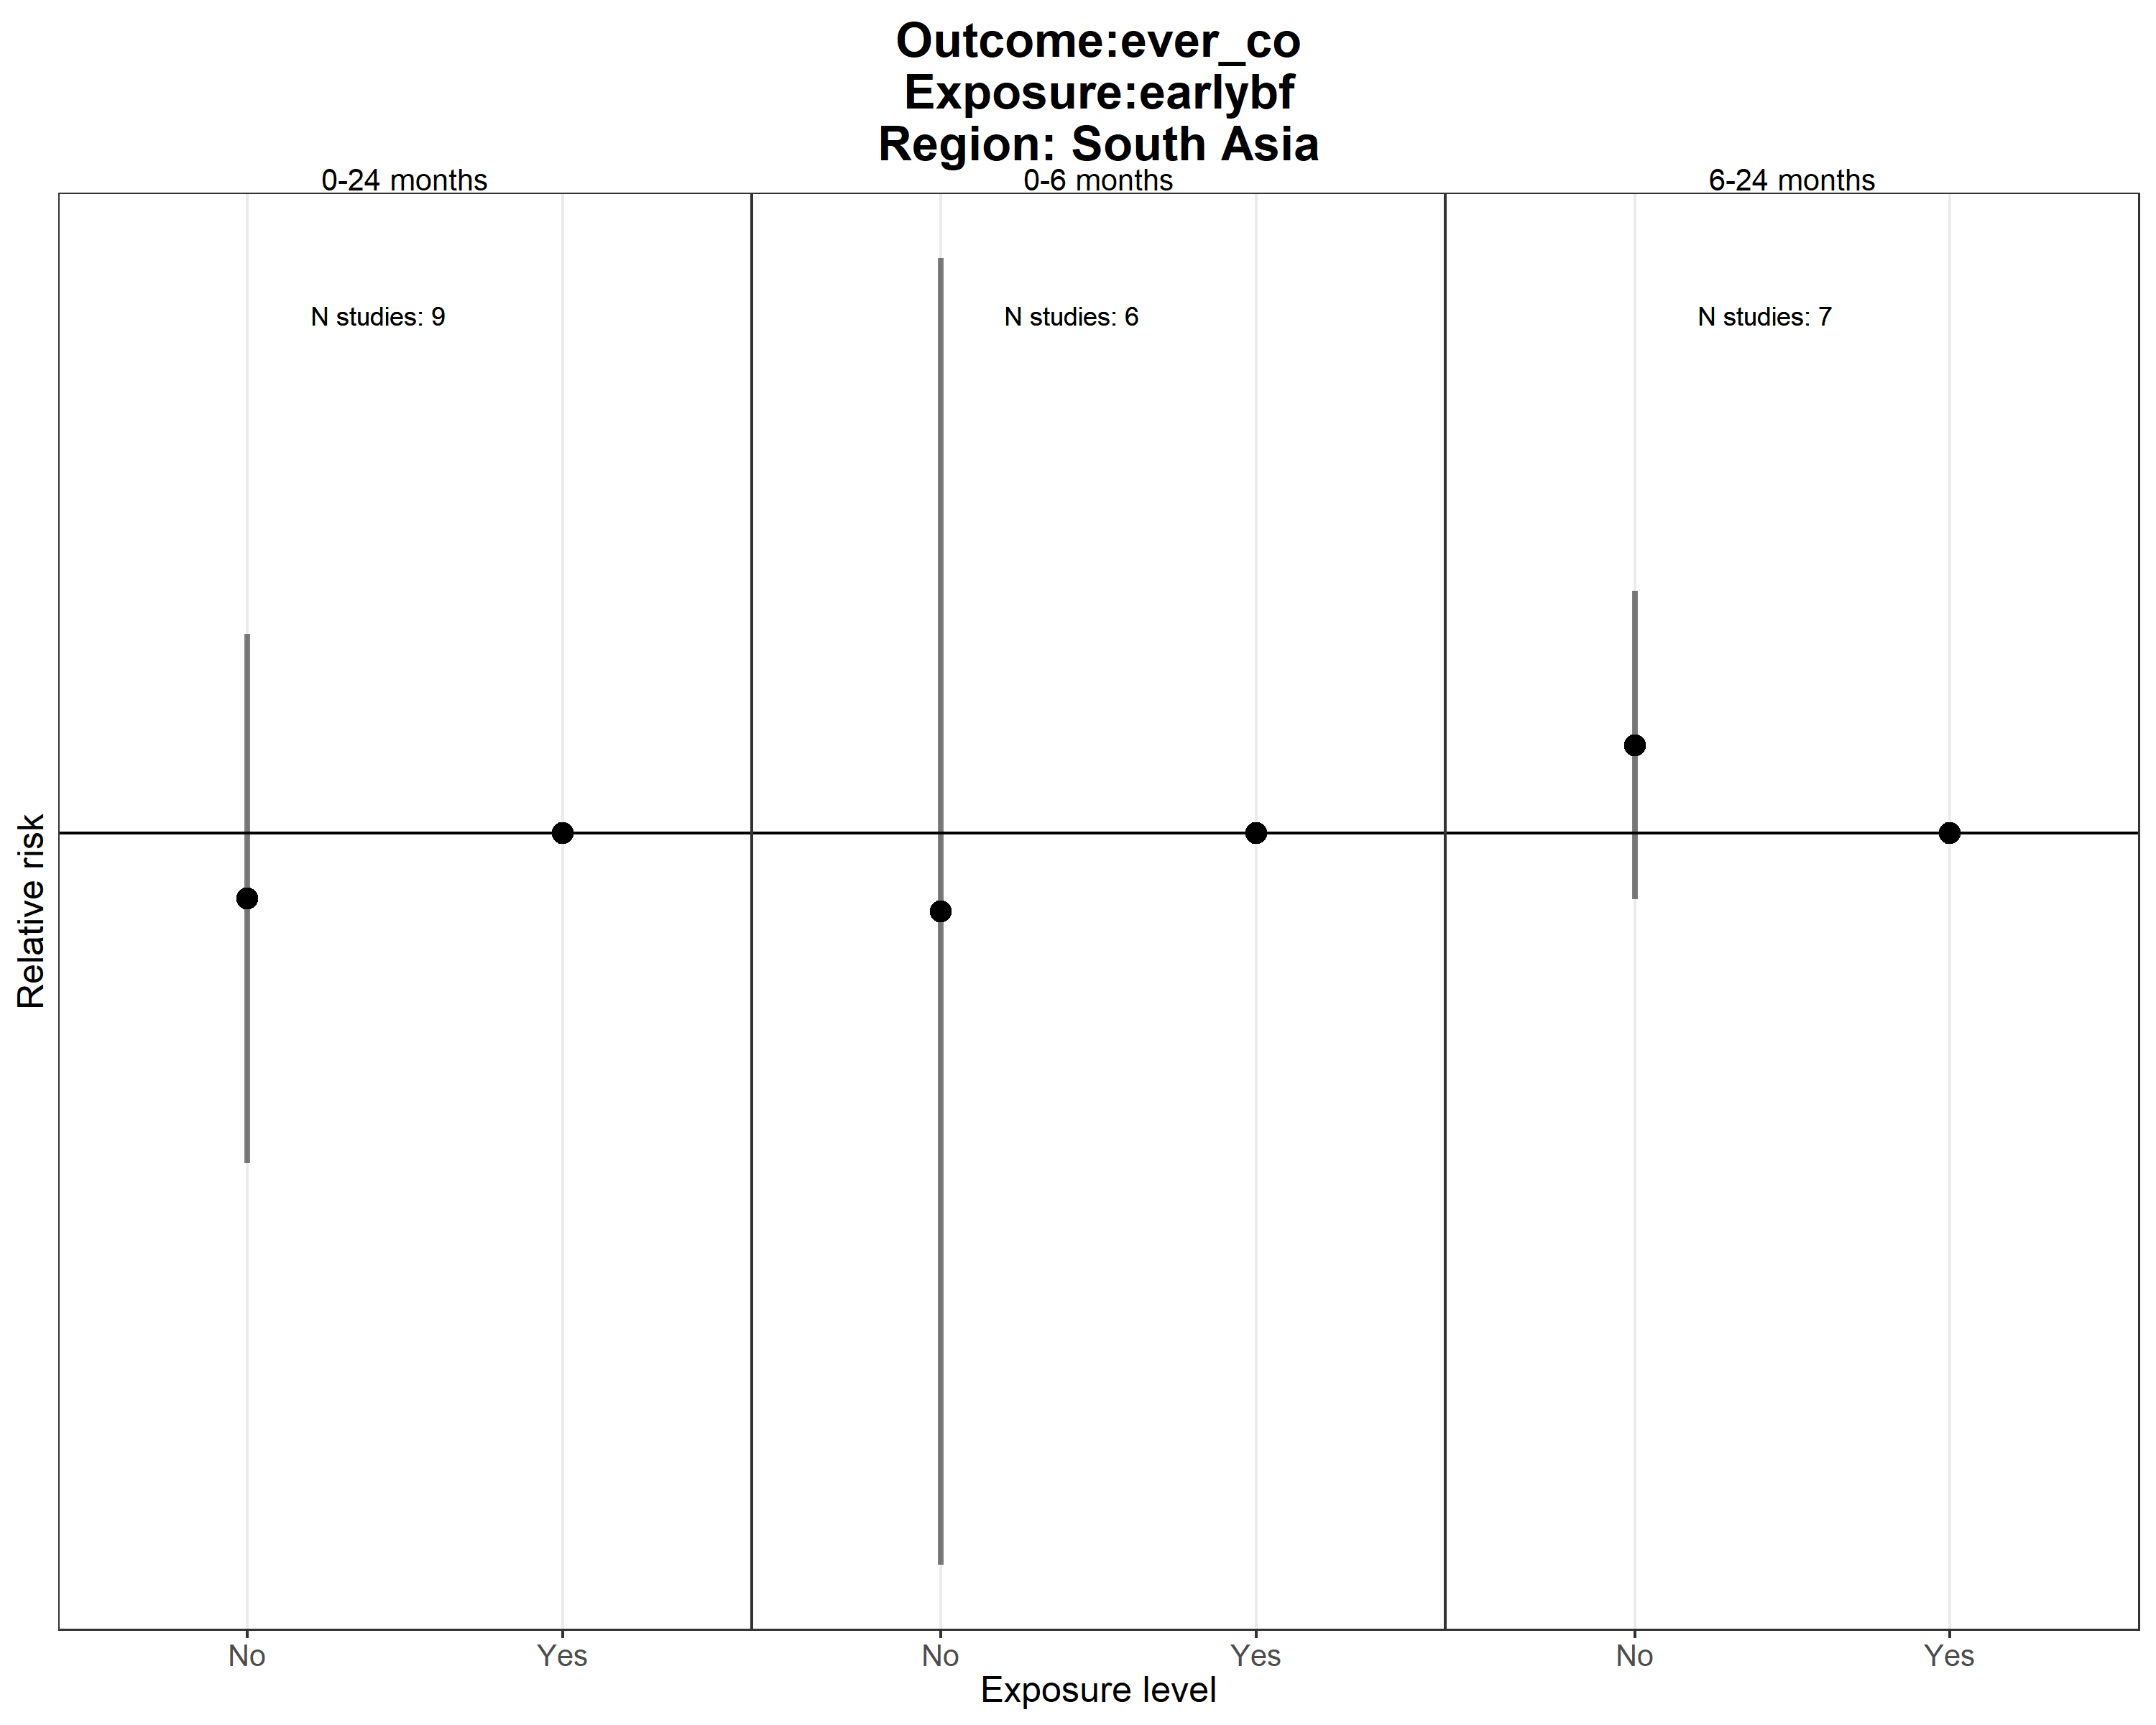 Outcome:ever_co
Exposure:earlybf
Region: South Asia
0-24 months
0-6 months
6-24 months
N studies: 9
N studies: 6
N studies: 7
Relative risk
No
Yes
No
Yes
No
Yes
Exposure level